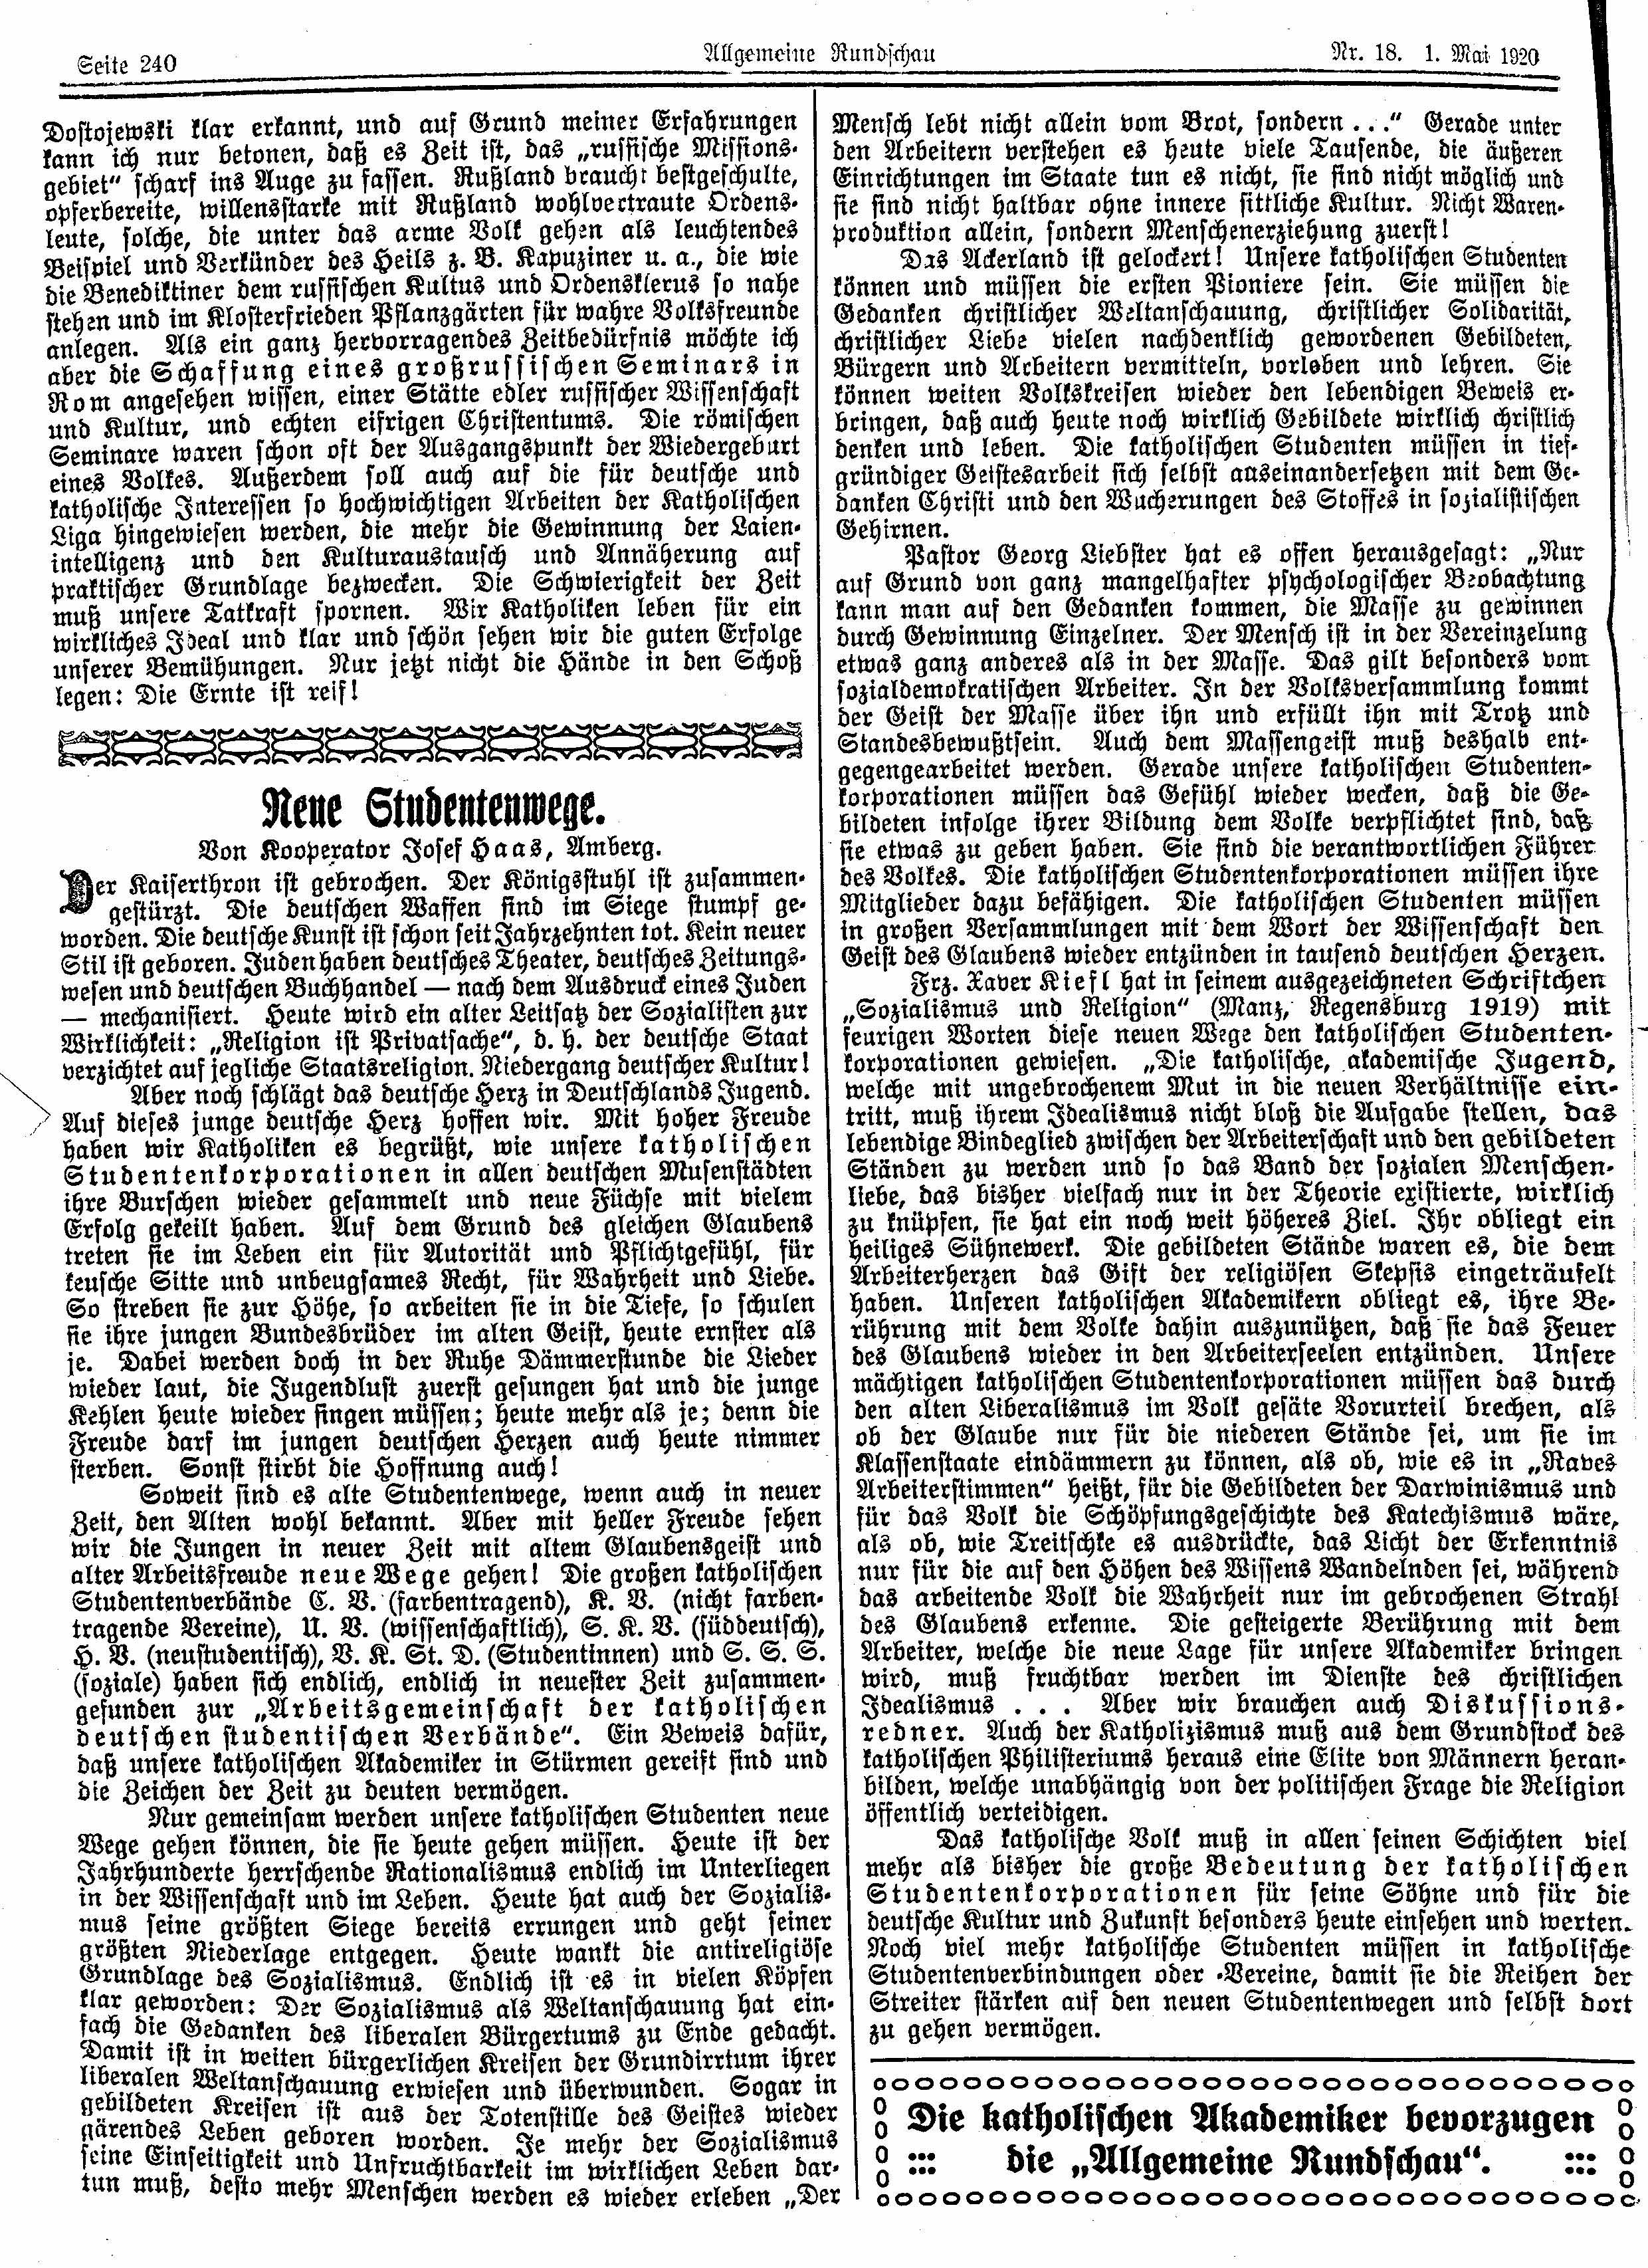 Seite 240
Allgemeine Rundschau
Nr. 18. 1. Mai 1920
Dostojewski klar erkannt, und auf Grund meiner Erfahrungen
kann ich nur betonen, daß es Zeit ist, das „russische Missions-
gebiet“ scharf ins Auge zu fassen. Rußland braucht bestgeschulte,
opferbereite, willensstarke mit Rußland wohlvertraute Ordens-
leute, solche, die unter das arme Volk gehen als leuchtendes
Beispiel und Verkünder des Heils z. B. Kapuziner u. a., die wie
die Benediktiner dem russischen Kultus und Ordensklerus so nahe
stehen und im Klosterfrieden Pflanzgärten für wahre Volksfreunde
anlegen. Als ein ganz hervorragendes Zeitbedürfnis möchte ich
aber die Schaffung eines großrussischen Seminars in
Rom angesehen wissen, einer Stätte edler russischer Wissenschaft
und Kultur, und echten eifrigen Christentums. Die römischen
Seminare waren schon oft der Ausgangspunkt der Wiedergeburt
eines Volkes. Außerdem soll auch auf die für deutsche und
katholische Interessen so hochwichtigen Arbeiten der Katholischen
Liga hingewiesen werden, die mehr die Gewinnung der Laien-
intelligenz und den Kulturaustausch und Annäherung auf
praktischer Grundlage bezwecken. Die Schwierigkeit der Zeit
muß unsere Tatkraft spornen. Wir Katholiken leben für ein
wirkliches Ideal und klar und schön sehen wir die guten Erfolge
unserer Bemühungen. Nur jetzt nicht die Hände in den Schoß
legen: Die Ernte ist reif!
Neue Studentenwege.
Von Kooperator Josef Haas, Amberg.
Der Kaiserthron ist gebrochen. Der Königsstuhl ist zusammen-
gestürzt. Die deutschen Waffen sind im Siege stumpf ge-
worden. Die deutsche Kunst ist schon seit Jahrzehnten tot. Kein neuer
Stil ist geboren. Juden haben deutsches Theater, deutsches Zeitungs-
wesen und deutschen Buchhandel — nach dem Ausdruck eines Juden
— mechanisiert. Heute wird ein alter Leitsatz der Sozialisten zur
Wirklichkeit: „Religion ist Privatsache“, d. h. der deutsche Staat
verzichtet auf jegliche Staatsreligion. Niedergang deutscher Kultur!
Aber noch schlägt das deutsche Herz in Deutschlands Jugend.
Auf dieses junge deutsche Herz hoffen wir. Mit hoher Freude
haben wir Katholiken es begrüßt, wie unsere katholischen
Studentenkorporationen in allen deutschen Musenstädten
ihre Burschen wieder gesammelt und neue Füchse mit vielem
Erfolg gekeilt haben. Auf dem Grund des gleichen Glaubens
treten sie im Leben ein für Autorität und Pflichtgefühl, für
keusche Sitte und unbeugsames Recht, für Wahrheit und Liebe.
So streben sie zur Höhe, so arbeiten sie in die Tiefe, so schulen
sie ihre jungen Bundesbrüder im alten Geist, heute ernster als
je. Dabei werden doch in der Ruhe Dämmerstunde die Lieder
wieder laut, die Jugendlust zuerst gesungen hat und die junge
Kehlen heute wieder singen müssen; heute mehr als je; denn die
Freude darf im jungen deutschen Herzen auch heute nimmer
sterben. Sonst stirbt die Hoffnung auch!
Soweit sind es alte Studentenwege, wenn auch in neuer
Zeit, den Alten wohl bekannt. Aber mit heller Freude sehen
wir die Jungen in neuer Zeit mit altem Glaubensgeist und
alter Arbeitsfreude neue Wege gehen! Die großen katholischen
Studentenverbände C. V. (farbentragend), K. V. (nicht farben-
tragende Vereine), U. V. (wissenschaftlich), S. K. V. (süddeutsch),
H. V. (neustudentisch), V. K. St. D. (Studentinnen) und S. S. S.
(soziale) haben sich endlich, endlich in neuester Zeit zusammen-
gefunden zur „Arbeitsgemeinschaft der katholischen
deutschen studentischen Verbände“. Ein Beweis dafür,
daß unsere katholischen Akademiker in Stürmen gereift sind und
die Zeichen der Zeit zu deuten vermögen.
Nur gemeinsam werden unsere katholischen Studenten neue
Wege gehen können, die sie heute gehen müssen. Heute ist der
Jahrhunderte herrschende Rationalismus endlich im Unterliegen
in der Wissenschaft und im Leben. Heute hat auch der Sozialis-
mus seine größten Siege bereits errungen und geht seiner
größten Niederlage entgegen. Heute wankt die antireligiöse
Grundlage des Sozialismus. Endlich ist es in vielen Köpfen
klar geworden: Der Sozialismus als Weltanschauung hat ein-
fach die Gedanken des liberalen Bürgertums zu Ende gedacht.
Damit ist in weiten bürgerlichen Kreisen der Grundirrtum ihrer
liberalen Weltanschauung erwiesen und überwunden. Sogar in
gebildeten Kreisen ist aus der Totenstille des Geistes wieder
gärendes Leben geboren worden. Je mehr der Sozialismus
seine Einseitigkeit und Unfruchtbarkeit im wirklichen Leben dar-
tun muß, desto mehr Menschen werden es wieder erleben „Der
Mensch lebt nicht allein vom Brot, sondern . . .“ Gerade unter
den Arbeitern verstehen es heute viele Tausende, die äußeren
Einrichtungen im Staate tun es nicht, sie sind nicht möglich und
sie sind nicht haltbar ohne innere sittliche Kultur. Nicht Waren-
produktion allein, sondern Menschenerziehung zuerst!
Das Ackerland ist gelockert! Unsere katholischen Studenten
können und müssen die ersten Pioniere sein. Sie müssen die
Gedanken christlicher Weltanschauung, christlicher Solidarität,
christlicher Liebe vielen nachdenklich gewordenen Gebildeten,
Bürgern und Arbeitern vermitteln, vorleben und lehren. Sie
können weiten Volkskreisen wieder den lebendigen Beweis er-
bringen, daß auch heute noch wirklich Gebildete wirklich christlich
denken und leben. Die katholischen Studenten müssen in tief-
gründiger Geistesarbeit sich selbst auseinandersetzen mit dem Ge-
danken Christi und den Wucherungen des Stoffes in sozialistischen
Gehirnen.
Pastor Georg Liebster hat es offen herausgesagt: „Nur
auf Grund von ganz mangelhafter psychologischer Beobachtung
kann man auf den Gedanken kommen, die Masse zu gewinnen
durch Gewinnung Einzelner. Der Mensch ist in der Vereinzelung
etwas ganz anderes als in der Masse. Das gilt besonders vom
sozialdemokratischen Arbeiter. In der Volksversammlung kommt
der Geist der Masse über ihn und erfüllt ihn mit Trotz und
Standesbewußtsein. Auch dem Massengeist muß deshalb ent-
gegengearbeitet werden. Gerade unsere katholischen Studenten-
korporationen müssen das Gefühl wieder wecken, daß die Ge-
bildeten infolge ihrer Bildung dem Volke verpflichtet sind, daß
sie etwas zu geben haben. Sie sind die verantwortlichen Führer
des Volkes. Die katholischen Studentenkorporationen müssen ihre
Mitglieder dazu befähigen. Die katholischen Studenten müssen
in großen Versammlungen mit dem Wort der Wissenschaft den
Geist des Glaubens wieder entzünden in tausend deutschen Herzen.
Frz. Xaver Kiefl hat in seinem ausgezeichneten Schriftchen
„Sozialismus und Religion“ (Manz, Regensburg 1919) mit
feurigen Worten diese neuen Wege den katholischen Studenten-
korporationen gewiesen. „Die katholische, akademische Jugend,
welche mit ungebrochenem Mut in die neuen Verhältnisse ein-
tritt, muß ihrem Idealismus nicht bloß die Aufgabe stellen, das
lebendige Bindeglied zwischen der Arbeiterschaft und den gebildeten
Ständen zu werden und so das Band der sozialen Menschen-
liebe, das bisher vielfach nur in der Theorie existierte, wirklich
zu knüpfen, sie hat ein noch weit höheres Ziel. Ihr obliegt ein
heiliges Sühnewerk. Die gebildeten Stände waren es, die dem
Arbeiterherzen das Gift der religiösen Skepsis eingeträufelt
haben. Unseren katholischen Akademikern obliegt es, ihre Be-
rührung mit dem Volke dahin auszunützen, daß sie das Feuer
des Glaubens wieder in den Arbeiterseelen entzünden. Unsere
mächtigen katholischen Studentenkorporationen müssen das durch
den alten Liberalismus im Volk gesäte Vorurteil brechen, als
ob der Glaube nur für die niederen Stände sei, um sie im
Klassenstaate eindämmern zu können, als ob, wie es in „Raves
Arbeiterstimmen“ heißt, für die Gebildeten der Darwinismus und
für das Volk die Schöpfungsgeschichte des Katechismus wäre,
als ob, wie Treitschke es ausdrückte, das Licht der Erkenntnis
nur für die auf den Höhen des Wissens Wandelnden sei, während
das arbeitende Volk die Wahrheit nur im gebrochenen Strahl
des Glaubens erkenne. Die gesteigerte Berührung mit dem
Arbeiter, welche die neue Lage für unsere Akademiker bringen
wird, muß fruchtbar werden im Dienste des christlichen
Idealismus . . . Aber wir brauchen auch Diskussions-
redner. Auch der Katholizismus muß aus dem Grundstock des
katholischen Philisteriums heraus eine Elite von Männern heran-
bilden, welche unabhängig von der politischen Frage die Religion
öffentlich verteidigen.
Das katholische Volk muß in allen seinen Schichten viel
mehr als bisher die große Bedeutung der katholischen
Studentenkorporationen für seine Söhne und für die
deutsche Kultur und Zukunft besonders heute einsehen und werten.
Noch viel mehr katholische Studenten müssen in katholische
Studentenverbindungen oder -Vereine, damit sie die Reihen der
Streiter stärken auf den neuen Studentenwegen und selbst dort
zu gehen vermögen.
Die katholischen Akademiker bevorzugen
die „Allgemeine Rundschau“.